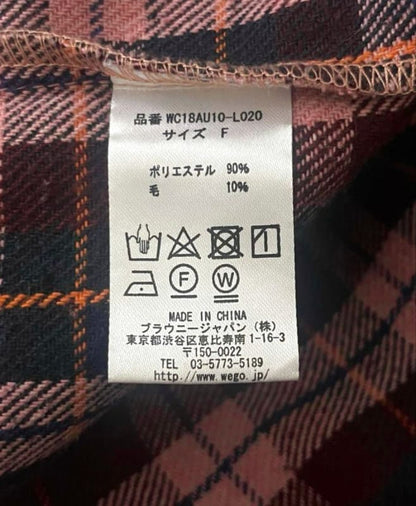 品番 WC18AU10-L020
サイズ F
ポリエステル 90%
毛 10%
F W
MADE IN CHINA
ブラウニージャパン (株)
東京都渋谷区恵比寿南1-16-3
〒150-0022
TEL 03-5773-5189
http://www.wego.jp/